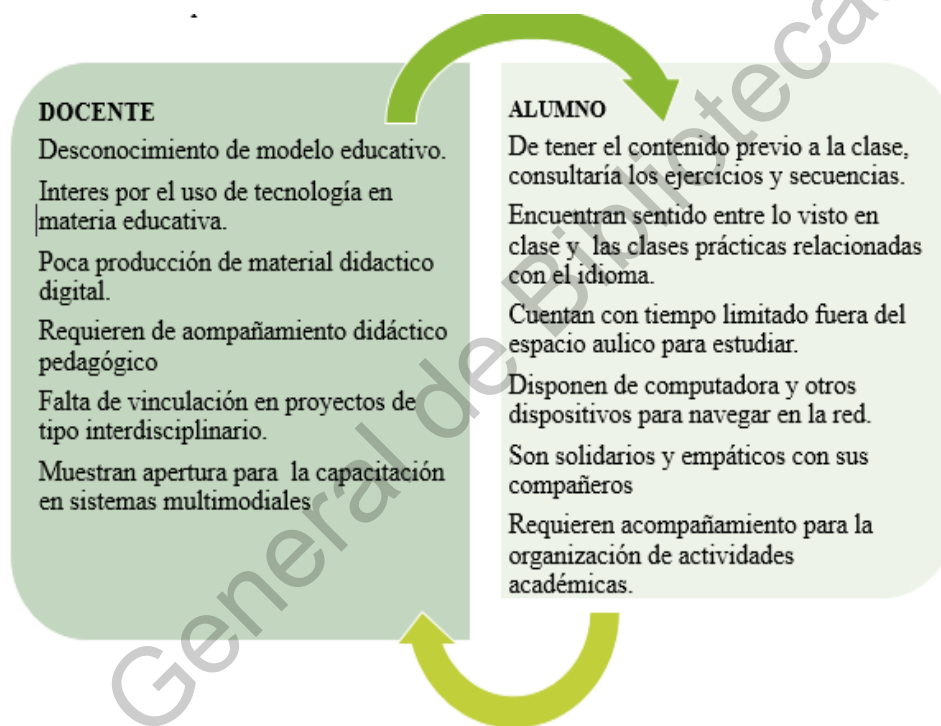 DOCENTE
Desconocimiento de modelo educativo.
Interes por el uso de tecnología en
materia educativa.
Poca producción de material didactico
digital.
Requieren de aompañamiento didáctico
pedagógico
Falta de vinculación en proyectos de
tipo interdisciplinario.
Muestran apertura para la capacitación
en sistemas multimodiales
ALUMNO
De tener el contenido previo a la clase,
consultaría los ejercicios y secuencias.
Encuentran sentido entre lo visto en
clase y las clases prácticas relacionadas
con el idioma.
Cuentan con tiempo limitado fuera del
espacio aulico para estudiar.
Disponen de computadora y otros
dispositivos para navegar en la red.
Son solidarios y empáticos con sus
compañeros
Requieren acompañamiento para la
organización de actividades
académicas.
General de Biblioteca